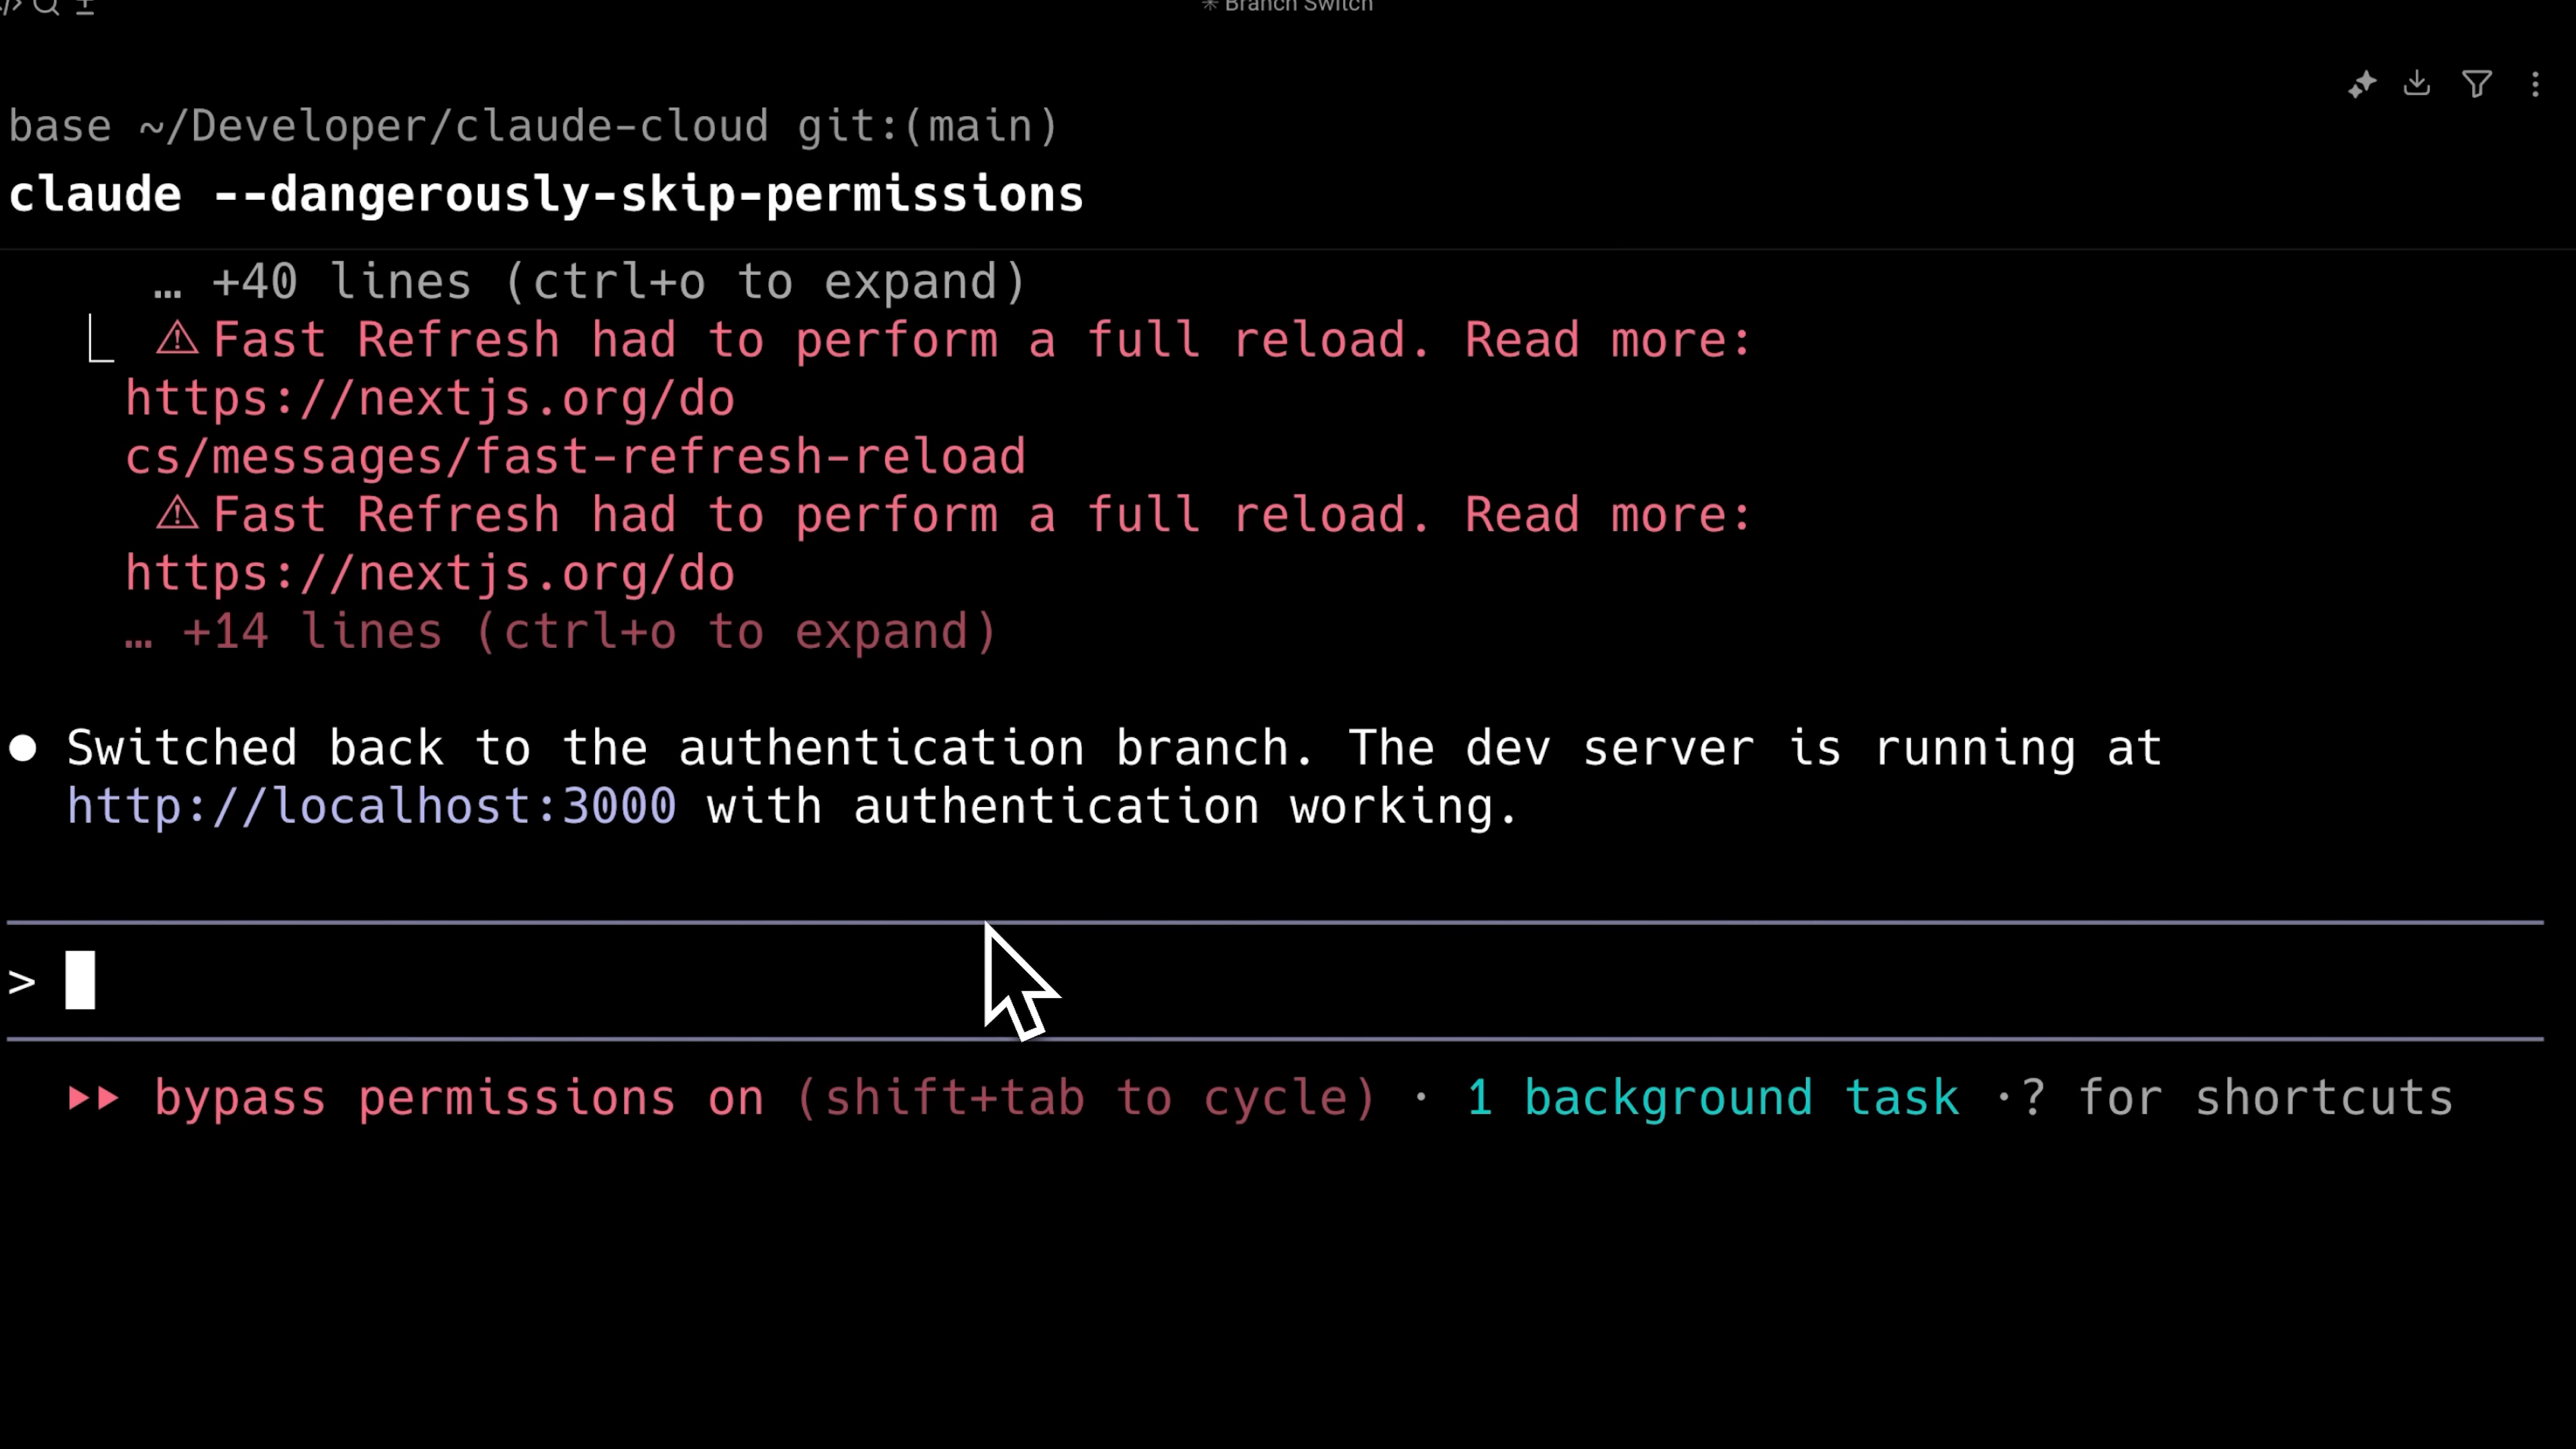 Branch Switch
base ~/Developer/claude-cloud git:(main)
claude --dangerously-skip-permissions
… +40 lines (ctrl+o to expand)
⎿ ⚠ Fast Refresh had to perform a full reload. Read more:
https://nextjs.org/do
cs/messages/fast-refresh-reload
⚠ Fast Refresh had to perform a full reload. Read more:
https://nextjs.org/do
… +14 lines (ctrl+o to expand)
● Switched back to the authentication branch. The dev server is running at
http://localhost:3000 with authentication working.
>
⏵⏵ bypass permissions on (shift+tab to cycle) · 1 background task · ? for shortcuts